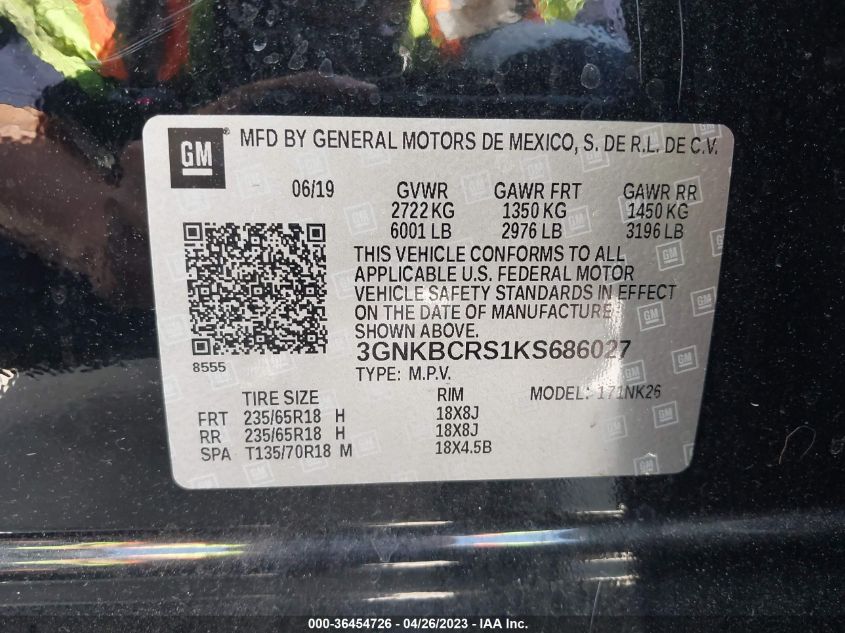 GM ® MFD BY GENERAL MOTORS DE MEXICO, S. DE R.L. DE C.V.
06/19 GVWR GAWR FRT GAWR RR
2722 KG 1350 KG 1450 KG
6001 LB 2976 LB 3196 LB
THIS VEHICLE CONFORMS TO ALL
APPLICABLE U.S. FEDERAL MOTOR
VEHICLE SAFETY STANDARDS IN EFFECT
ON THE DATE OF MANUFACTURE
SHOWN ABOVE.
3GNKBCRS1KS686027
8555 TYPE: M.P.V.
TIRE SIZE RIM MODEL: 171NK26
FRT 235/65R18 H 18X8J
RR 235/65R18 H 18X8J
SPA T135/70R18 M 18X4.5B
000-36454726 - 04/26/2023 - IAA Inc.